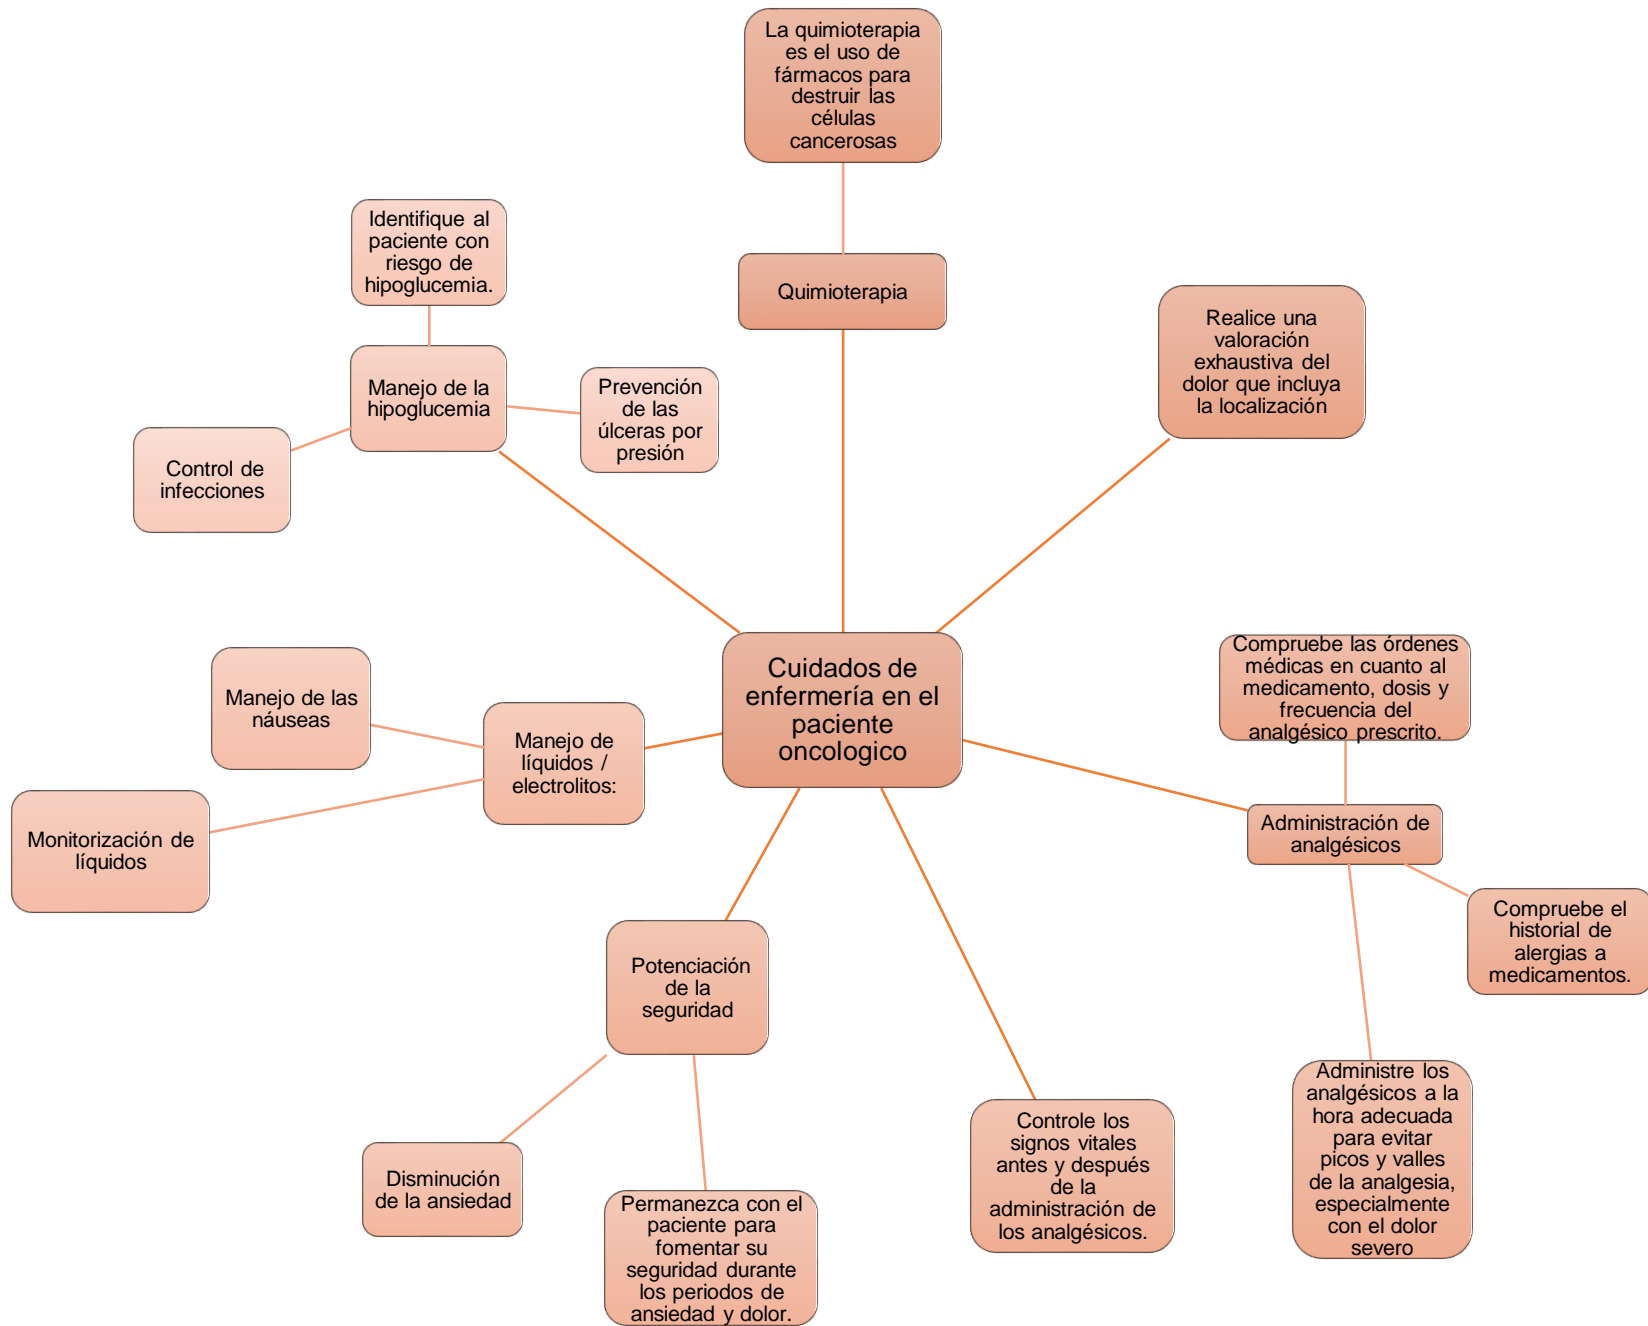 La quimioterapia
es el uso de
fármacos para
destruir las
células
cancerosas
Quimioterapia
Identifique al
paciente con
riesgo de
hipoglucemia.
Manejo de la
hipoglucemia
Prevención
de las
úlceras por
presión
Control de
infecciones
Realice una
valoración
exhaustiva del
dolor que incluya
la localización
Cuidados de
enfermería en el
paciente
oncologico
Compruebe las órdenes
médicas en cuanto al
medicamento, dosis y
frecuencia del
analgésico prescrito.
Administración de
analgésicos
Compruebe el
historial de
alergias a
medicamentos.
Administre los
analgésicos a la
hora adecuada
para evitar
picos y valles
de la analgesia,
especialmente
con el dolor
severo
Manejo de las
náuseas
Manejo de
líquidos /
electrolitos:
Monitorización de
líquidos
Potenciación
de la
seguridad
Disminución
de la ansiedad
Permanezca con el
paciente para
fomentar su
seguridad durante
los periodos de
ansiedad y dolor.
Controle los
signos vitales
antes y después
de la
administración de
los analgésicos.